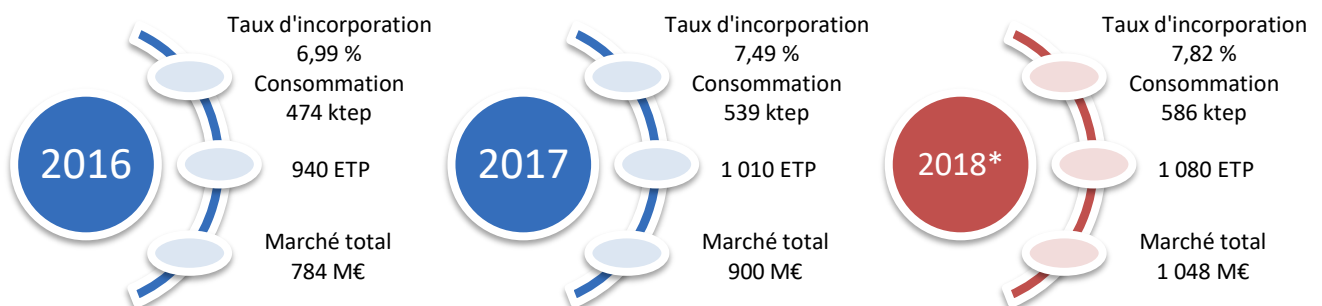 2016
Taux d'incorporation
6,99 %
Consommation
474 ktep
940 ETP
Marché total
784 M€
2017
Taux d'incorporation
7,49 %
Consommation
539 ktep
1 010 ETP
Marché total
900 M€
2018*
Taux d'incorporation
7,82 %
Consommation
586 ktep
1 080 ETP
Marché total
1 048 M€